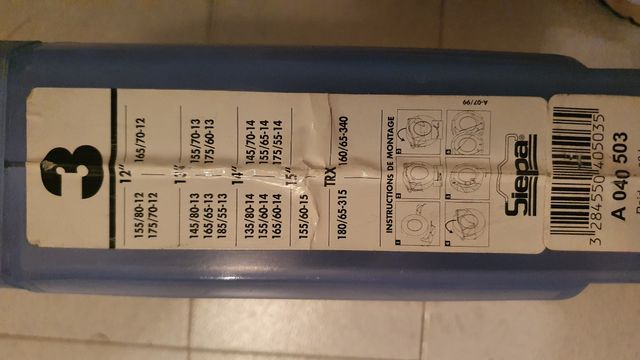 3
12"
155/80-12 165/70-12
175/70-12
13"
145/80-13 155/70-13
165/65-13 175/60-13
185/55-13
14"
135/80-14 145/70-14
155/60-14 155/65-14
165/60-14 175/55-14
15"
155/60-15
TRX
180/65-315 160/65-340
INSTRUCTIONS DE MONTAGE
A-07/99
Siepa
3 284550 405035
A 040 503